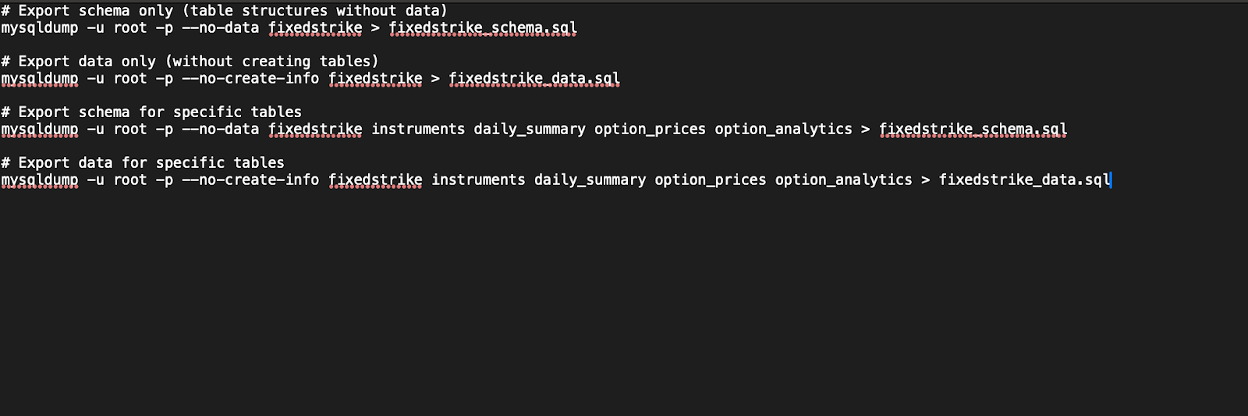 # Export schema only (table structures without data)
mysqldump -u root -p --no-data fixedstrike > fixedstrike_schema.sql
# Export data only (without creating tables)
mysqldump -u root -p --no-create-info fixedstrike > fixedstrike_data.sql
# Export schema for specific tables
mysqldump -u root -p --no-data fixedstrike instruments daily_summary option_prices option_analytics > fixedstrike_schema.sql
# Export data for specific tables
mysqldump -u root -p --no-create-info fixedstrike instruments daily_summary option_prices option_analytics > fixedstrike_data.sql